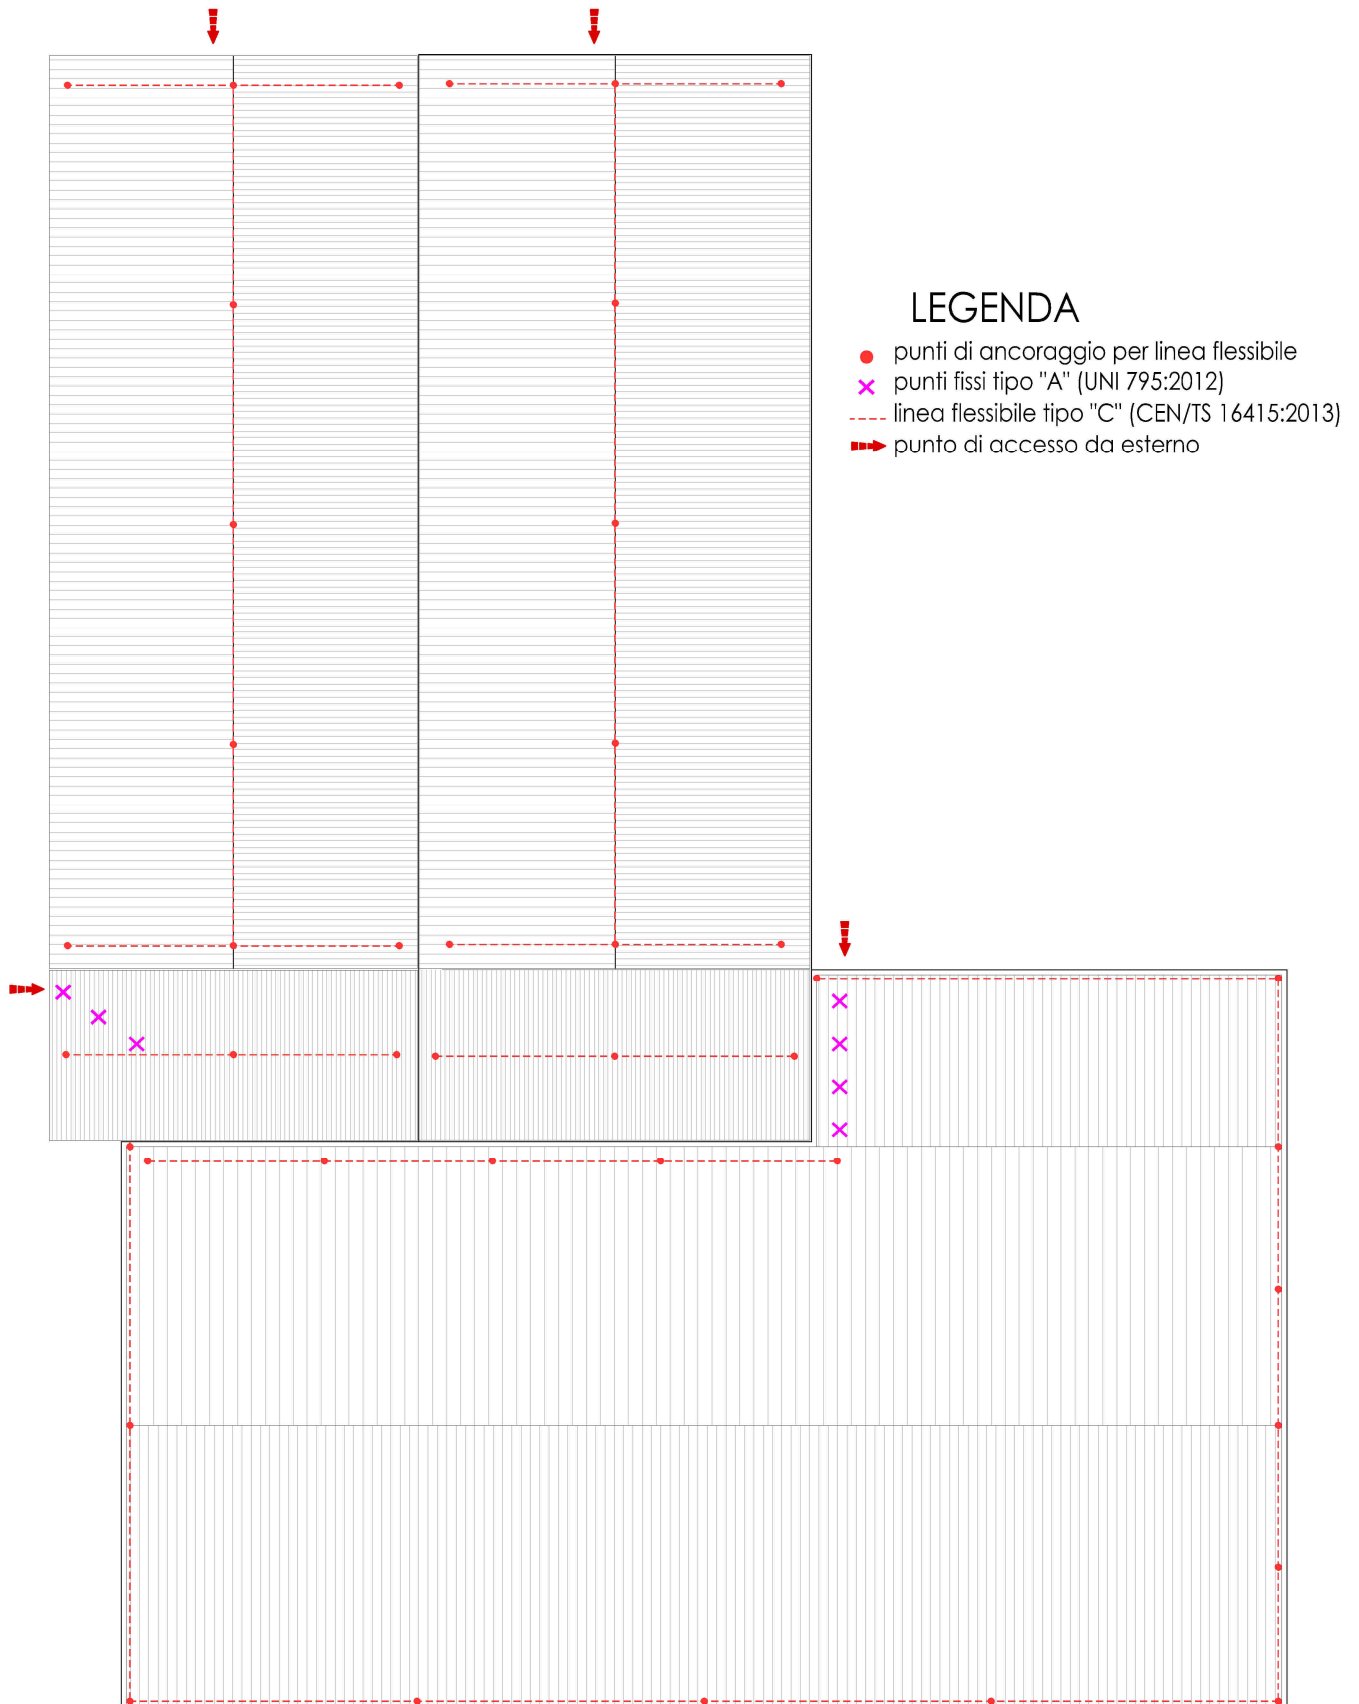 LEGENDA
punti di ancoraggio per linea flessibile
punti fissi tipo "A" (UNI 795:2012)
linea flessibile tipo "C" (CEN/TS 16415:2013)
punto di accesso da esterno